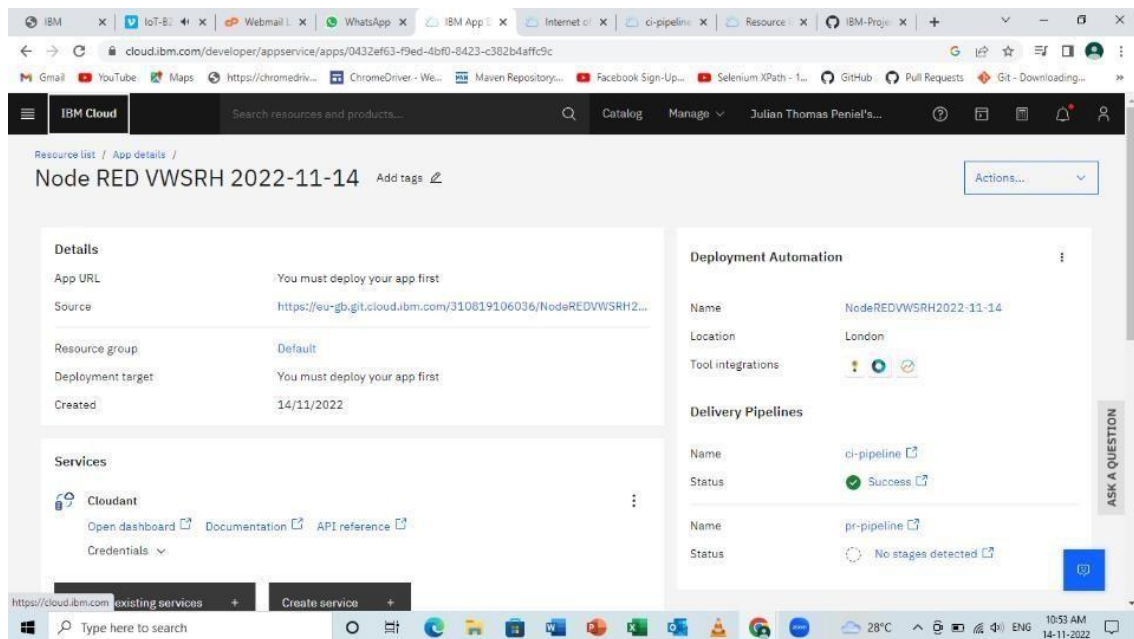 IBM
IoT-B2
Webmail L
WhatsApp
IBM App
Internet of
ci-pipeline
Resource
IBM-Proje
cloud.ibm.com/developer/appservice/apps/0432ef63-f9ed-4bf0-8423-c382b4affc9c
Gmail YouTube Maps https://chromedriv... ChromeDriver - We... Maven Repository:... Facebook Sign-Up... Selenium XPath - 1... GitHub Pull Requests Git - Downloading... »
IBM Cloud Search resources and products... Catalog Manage Julian Thomas Peniel's...
Resource list / App details /
Node RED VWSRH 2022-11-14 Add tags
Actions...
Details
App URL You must deploy your app first
Source https://eu-gb.git.cloud.ibm.com/310819106036/NodeREDVWSRH2...
Resource group Default
Deployment target You must deploy your app first
Created 14/11/2022
Services
Cloudant
Open dashboard Documentation API reference
Credentials
existing services +
Create service +
Deployment Automation
Name NodeREDVWSRH2022-11-14
Location London
Tool integrations
Delivery Pipelines
Name ci-pipeline
Status Success
Name pr-pipeline
Status No stages detected
ASK A QUESTION
https://cloud.ibm.com
Type here to search
28°C ENG 10:53 AM
14-11-2022